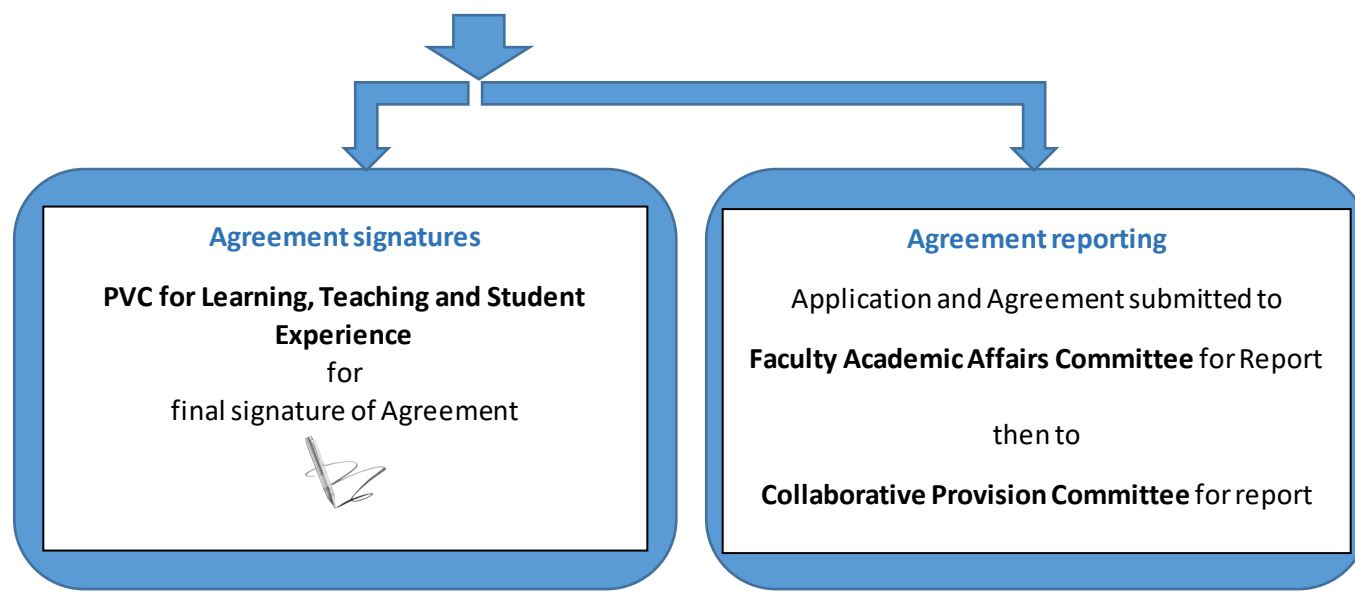 Agreement signatures
PVC for Learning, Teaching and Student
Experience
for
final signature of Agreement
Agreement reporting
Application and Agreement submitted to
Faculty Academic Affairs Committee for Report
then to
Collaborative Provision Committee for report